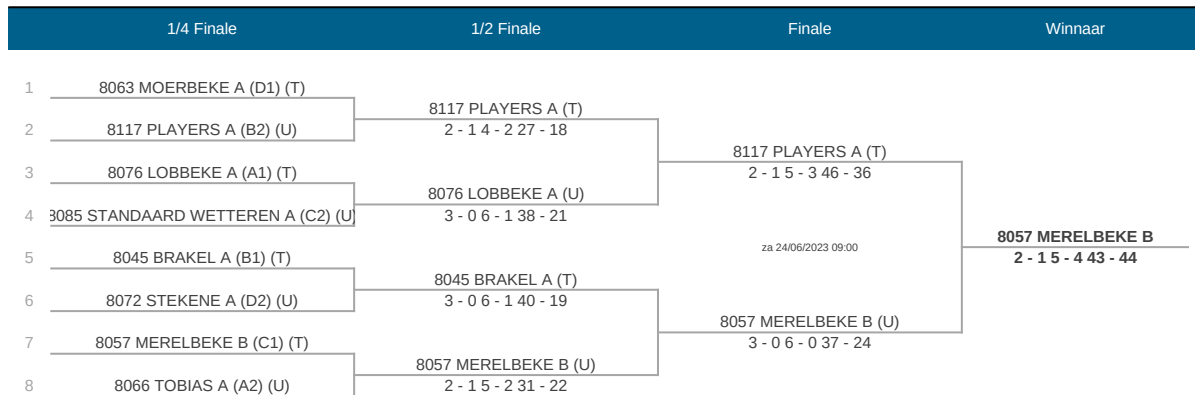 1/4 Finale 1/2 Finale Finale Winnaar
1 8063 MOERBEKE A (D1) (T)
8117 PLAYERS A (T)
2 8117 PLAYERS A (B2) (U) 2 - 1 4 - 2 27 - 18
8117 PLAYERS A (T)
3 8076 LOBBEKE A (A1) (T) 2 - 1 5 - 3 46 - 36
8076 LOBBEKE A (U)
4 8085 STANDAARD WETTEREN A (C2) (U) 3 - 0 6 - 1 38 - 21
8057 MERELBEKE B
za 24/06/2023 09:00
5 8045 BRAKEL A (B1) (T) 2 - 1 5 - 4 43 - 44
8045 BRAKEL A (T)
6 8072 STEKENE A (D2) (U) 3 - 0 6 - 1 40 - 19
8057 MERELBEKE B (U)
7 8057 MERELBEKE B (C1) (T) 3 - 0 6 - 0 37 - 24
8057 MERELBEKE B (U)
8 8066 TOBIAS A (A2) (U) 2 - 1 5 - 2 31 - 22